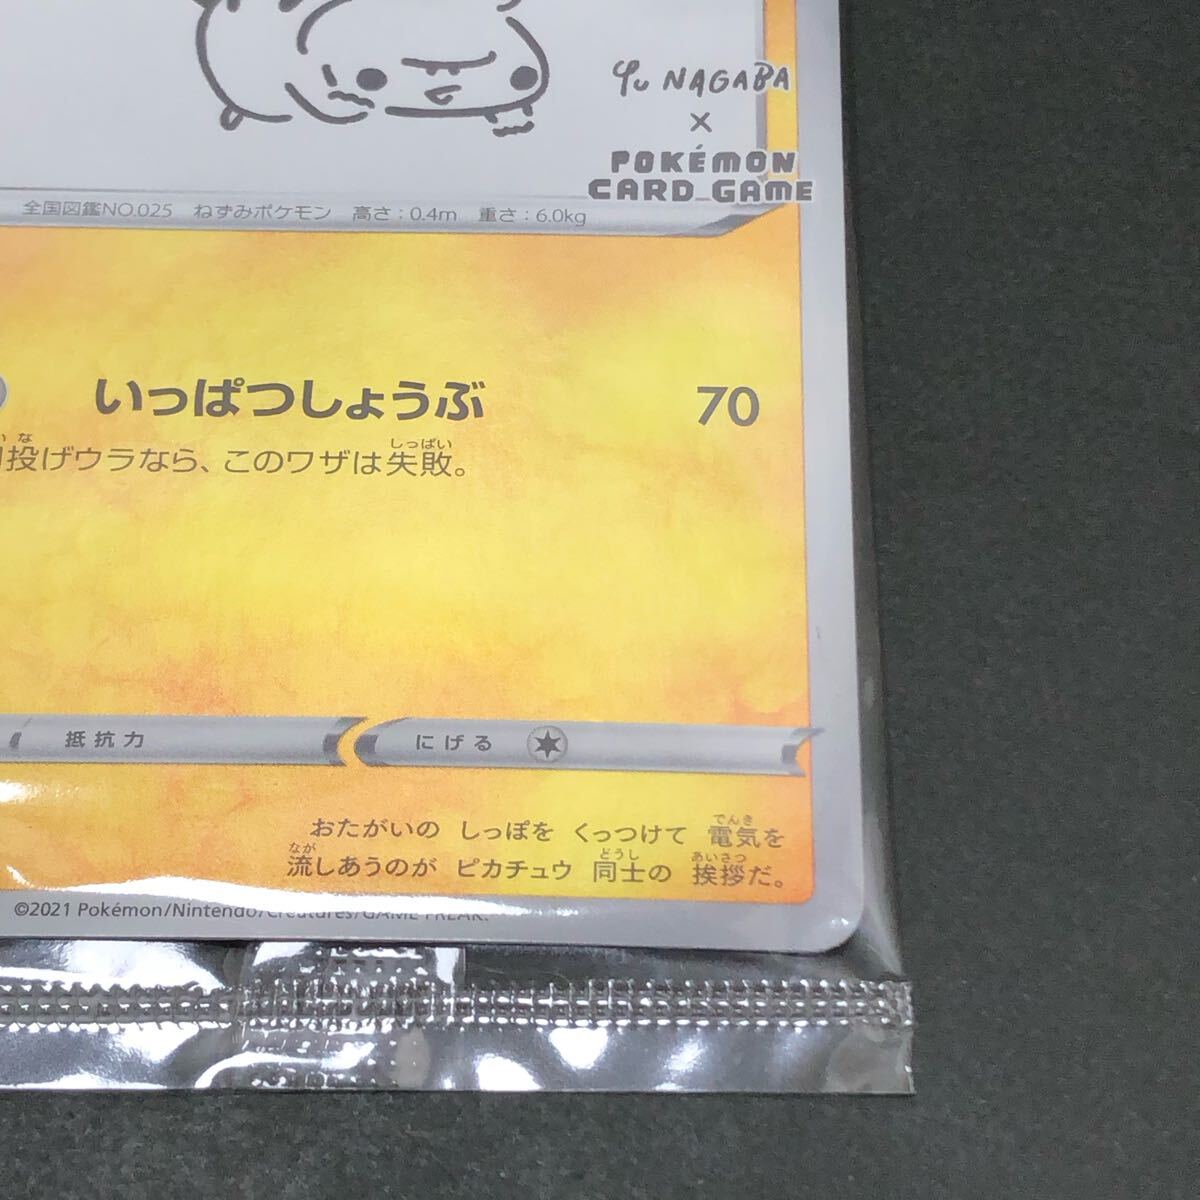 Yu NAGABA
×
POKÉMON
CARD GAME
全国図鑑NO.025 ねずみポケモン 高さ:0.4m 重さ:6.0kg
いっぱつしょうぶ 70
投げウラなら、このワザは失敗。
抵抗力 にげる
おたがいの しっぽを くっつけて 電気を
流しあうのが ピカチュウ 同士の 挨拶だ。
©2021 Pokémon/Nintendo/Creatures/GAME FREAK.